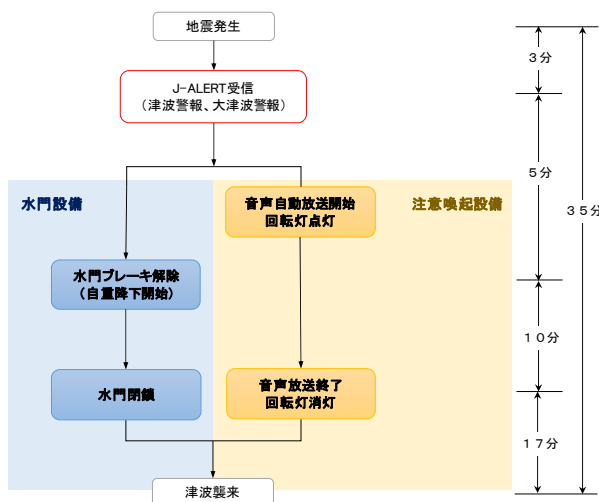 地震発生
J-ALERT受信
（津波警報、大津波警報）
水門設備
音声自動放送開始
回転灯点灯
注意喚起設備
水門ブレーキ解除
（自重降下開始）
水門閉鎖
音声放送終了
回転灯消灯
津波襲来
３分
５分
３５分
１０分
１７分